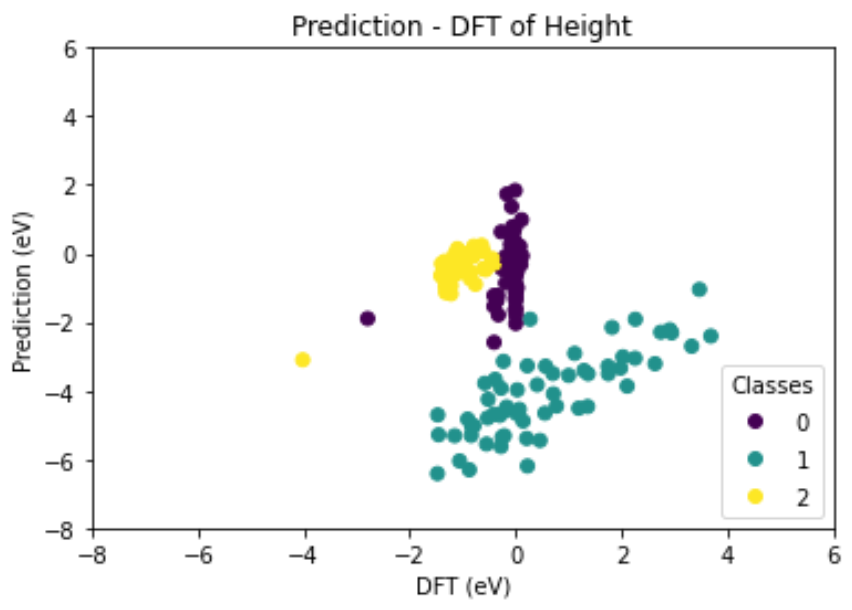 Prediction - DFT of Height
6
4
2
0
−2
−4
−6
−8
Prediction (eV)
Classes
0
1
2
−8 −6 −4 −2 0 2 4 6
DFT (eV)